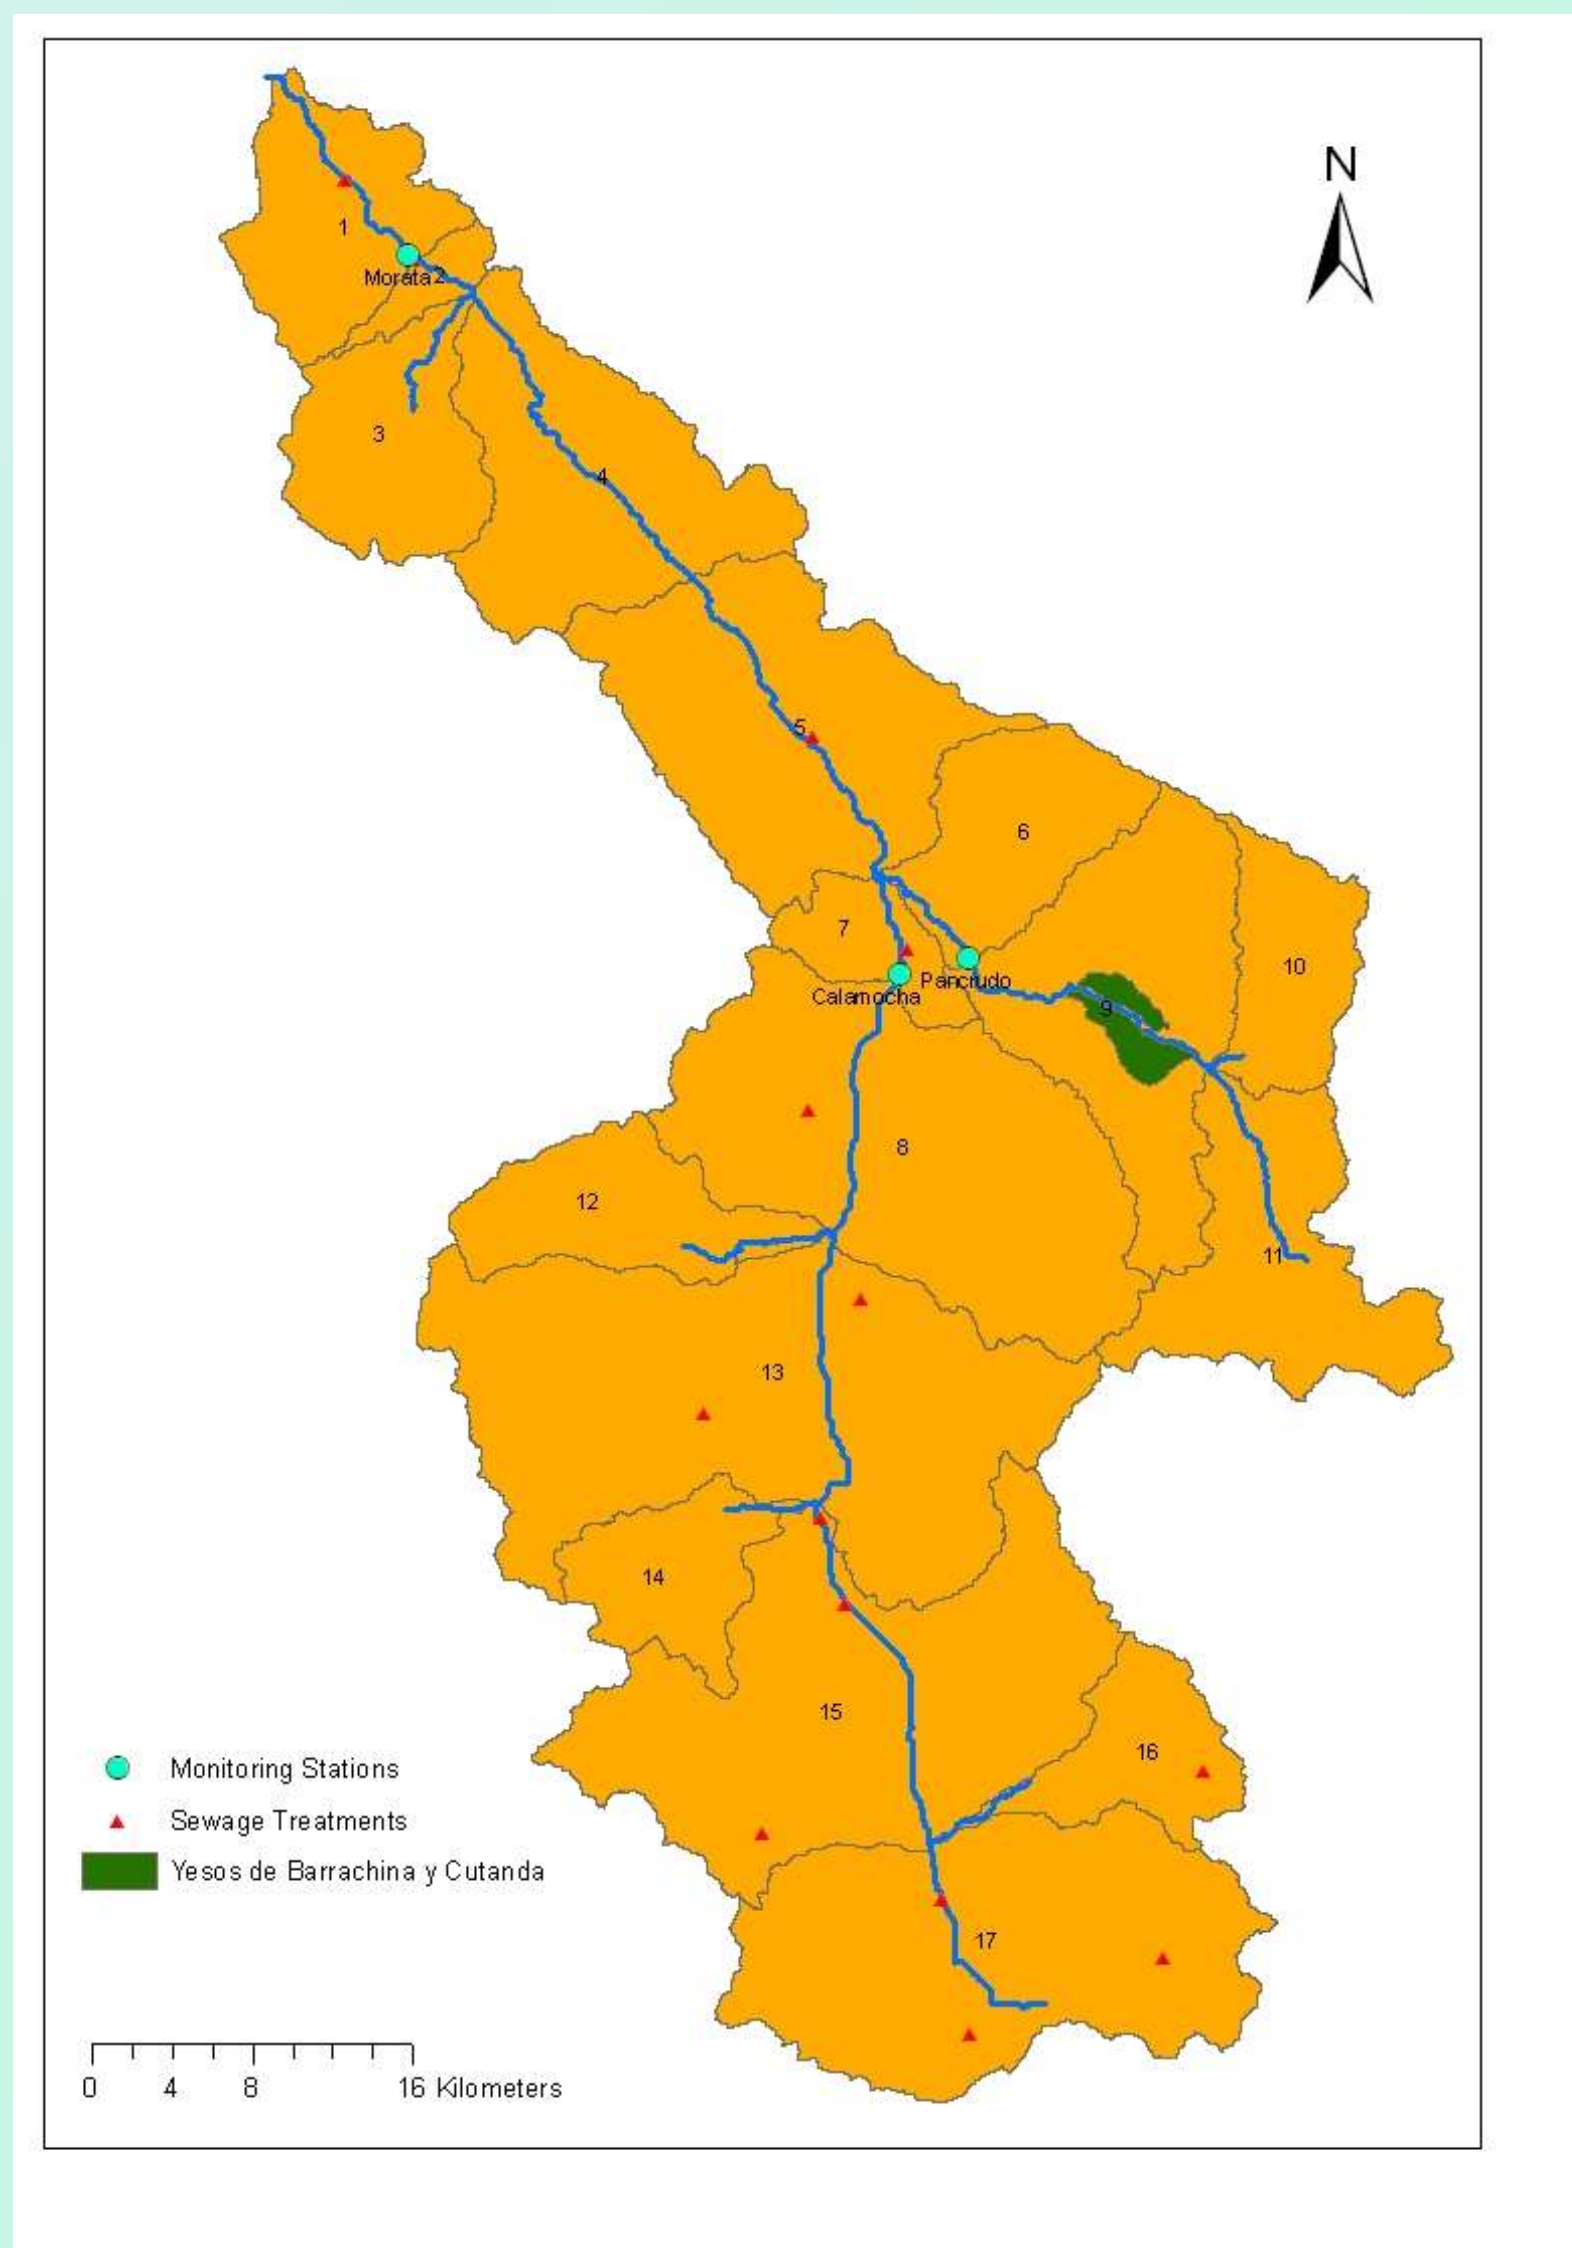 N
1
Morata 2
3
4
5
6
7
10
Pancrudo
Calamocha
9
8
12
11
13
14
15
16
17
Monitoring Stations
Sewage Treatments
Yesos de Barrachina y Cutanda
0 4 8 16 Kilometers